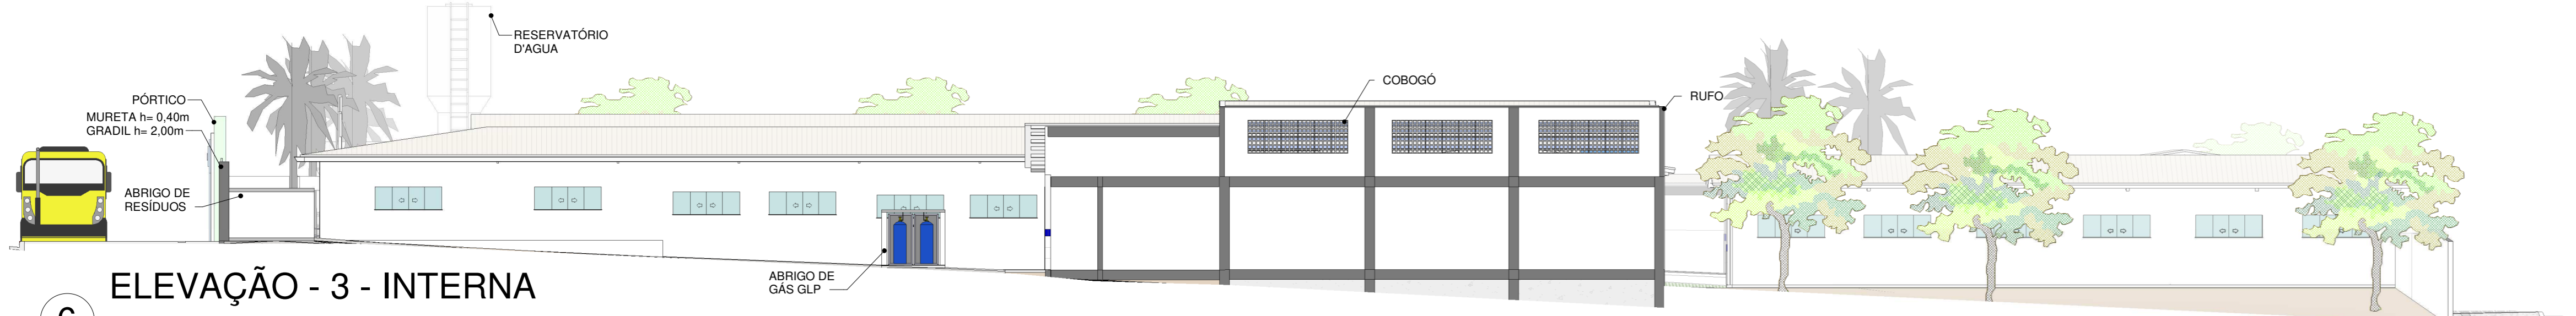 RESERVATÓRIO
D'AGUA
COBOGÓ
RUFO
PÓRTICO
MURETA h= 0,40m
GRADIL h= 2,00m
ABRIGO DE
RESÍDUOS
ABRIGO DE
GÁS GLP
ELEVAÇÃO - 3 - INTERNA